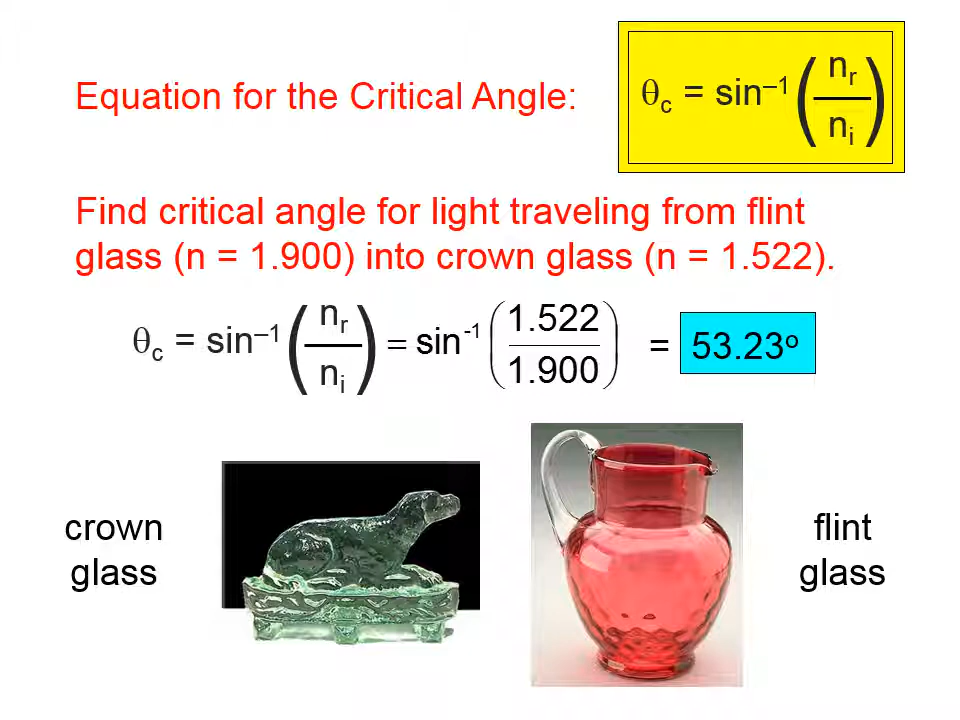 Equation for the Critical Angle:
θc = sin–1 (nr/ni)
Find critical angle for light traveling from flint
glass (n = 1.900) into crown glass (n = 1.522).
θc = sin–1 (nr/ni) = sin-1 (1.522/1.900) = 53.23o
crown
glass
flint
glass